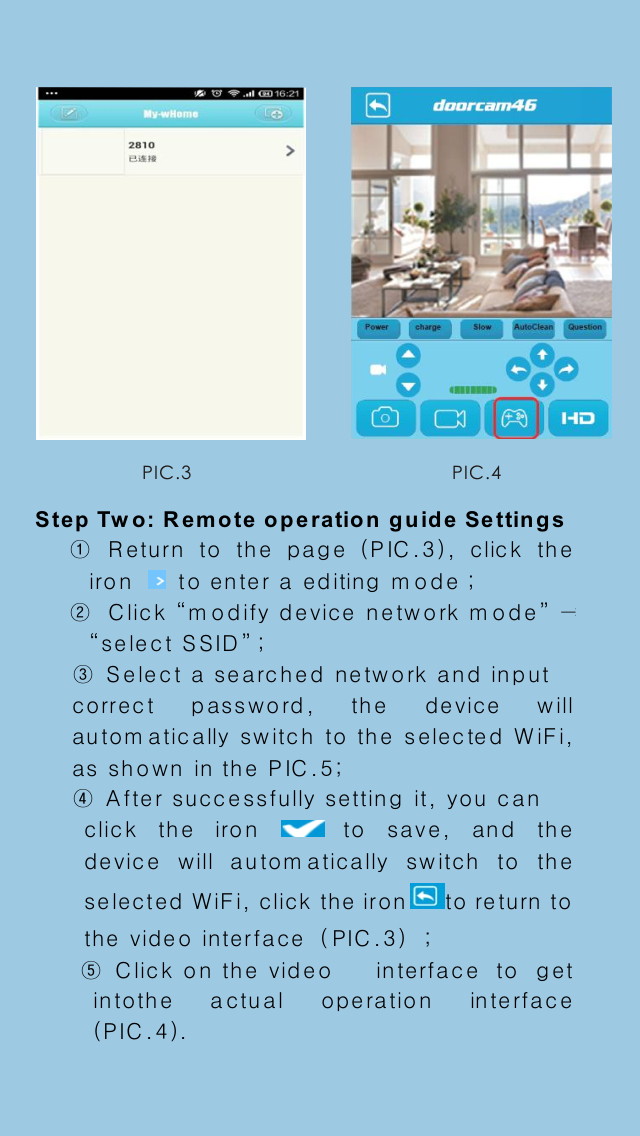 16:21
My-wHome
2810
已连接
doorcam46
Power charge Slow AutoClean Question
HD
PIC.3 PIC.4
Step Two: Remote operation guide Settings
① Return to the page (PIC.3), click the
iron > to enter a editing mode ;
② Click “modify device network mode” —
“select SSID”;
③ Select a searched network and input
correct password, the device will
automatically switch to the selected WiFi,
as shown in the PIC.5;
④ After successfully setting it, you can
click the iron to save, and the
device will automatically switch to the
selected WiFi, click the iron to return to
the video interface (PIC.3) ;
⑤ Click on the video interface to get
intothe actual operation interface
(PIC.4).